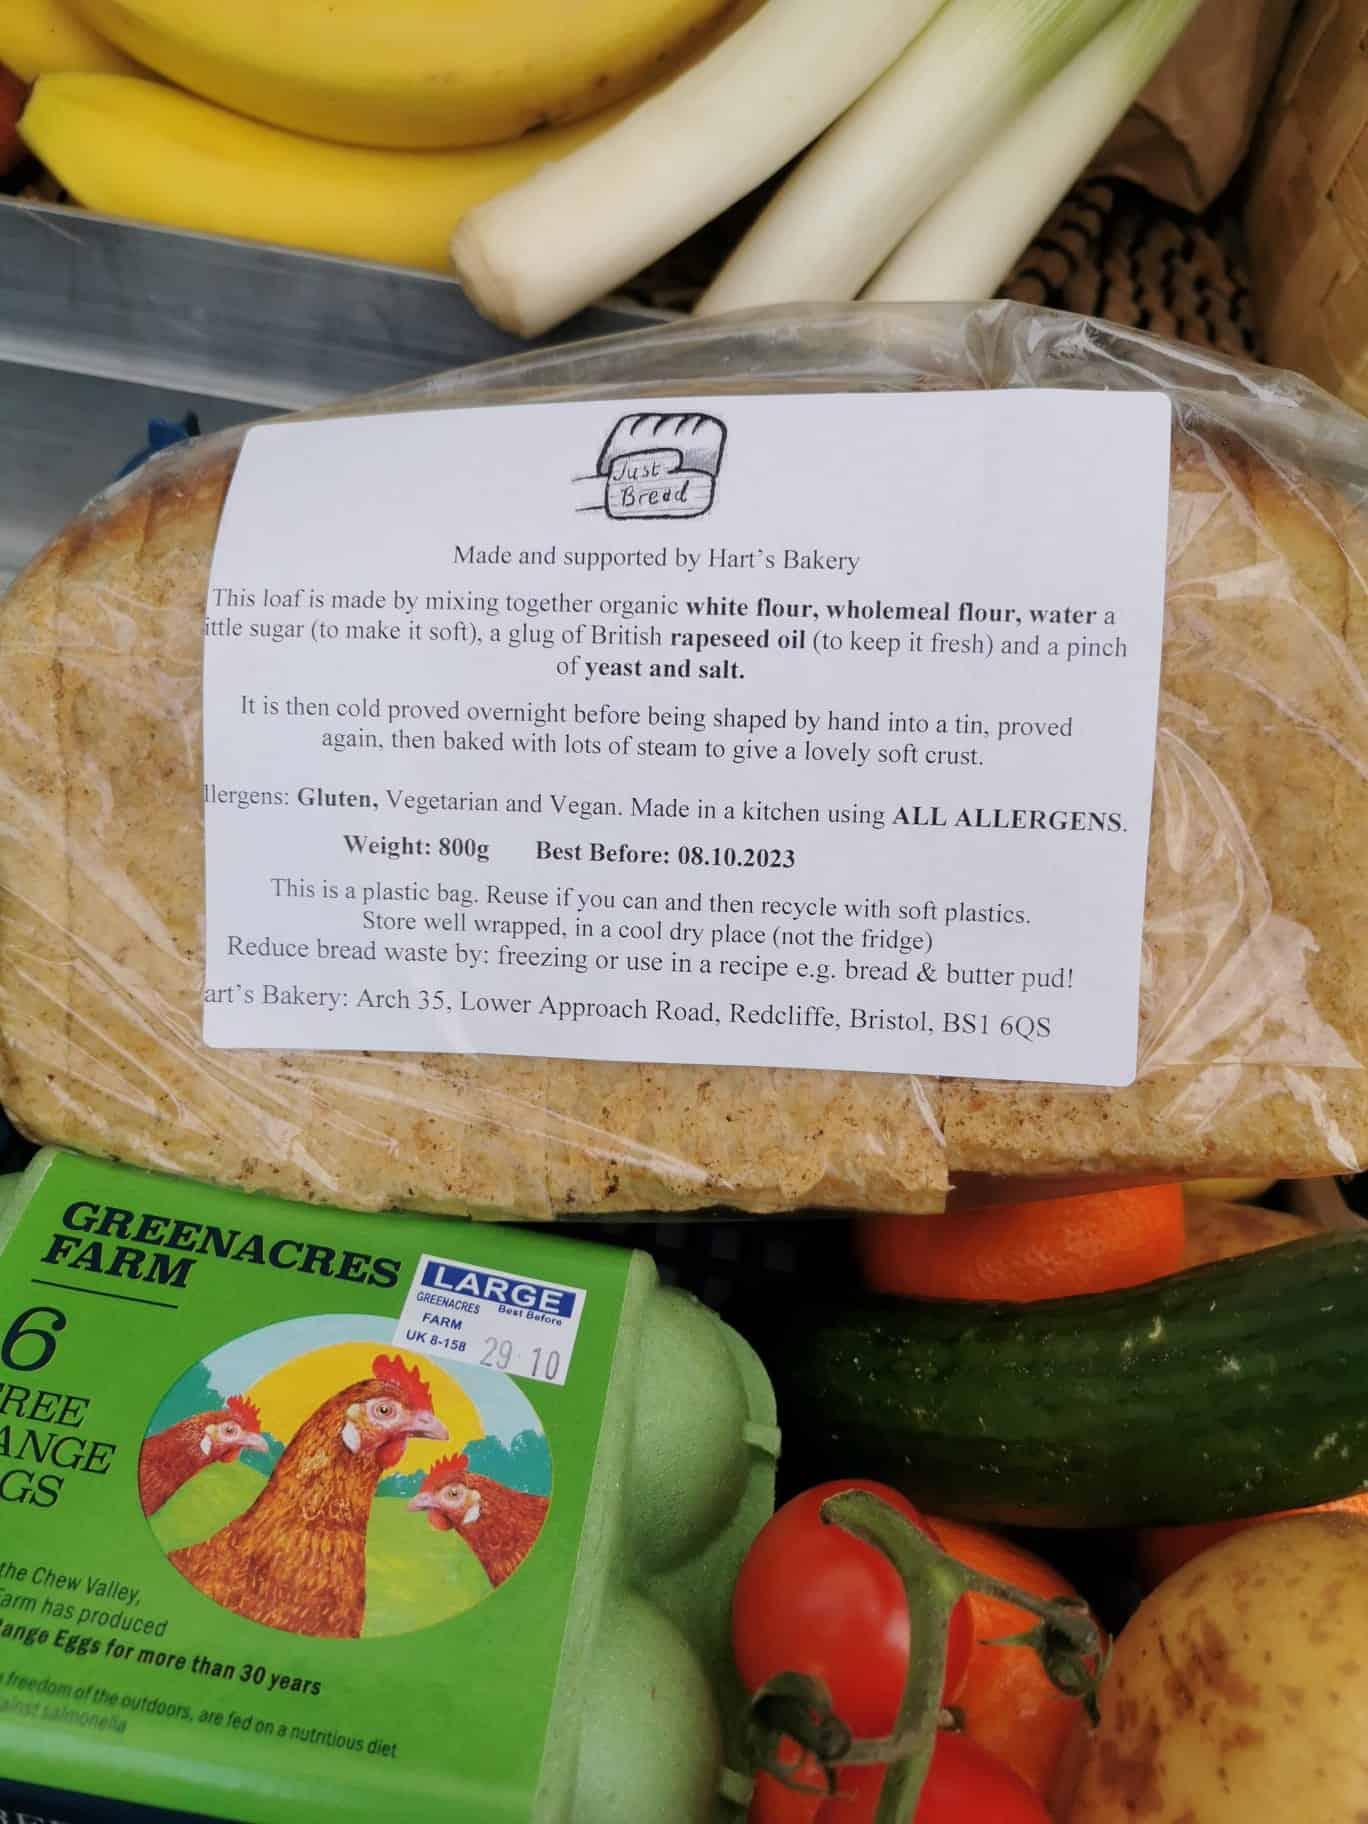 Just
Bread
Made and supported by Hart's Bakery
This loaf is made by mixing together organic white flour, wholemeal flour, water a
ittle sugar (to make it soft), a glug of British rapeseed oil (to keep it fresh) and a pinch
of yeast and salt.
It is then cold proved overnight before being shaped by hand into a tin, proved
again, then baked with lots of steam to give a lovely soft crust.
llergens: Gluten, Vegetarian and Vegan. Made in a kitchen using ALL ALLERGENS.
Weight: 800g Best Before: 08.10.2023
This is a plastic bag. Reuse if you can and then recycle with soft plastics.
Store well wrapped, in a cool dry place (not the fridge)
Reduce bread waste by: freezing or use in a recipe e.g. bread & butter pud!
art's Bakery: Arch 35, Lower Approach Road, Redcliffe, Bristol, BS1 6QS
GREENACRES
FARM
6
REE
ANGE
GS
LARGE
GREENACRES Best Before
FARM
UK 8-158 29 10
the Chew Valley,
arm has produced
ange Eggs for more than 30 years
freedom of the outdoors, are fed on a nutritious diet
ainst salmonella